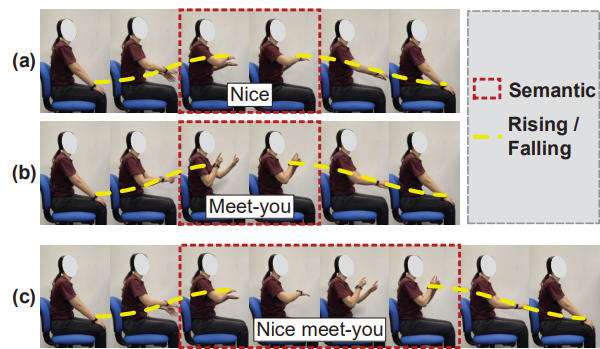 (a)
Nice
Semantic
Rising /
Falling
(b)
Meet-you
(c)
Nice meet-you